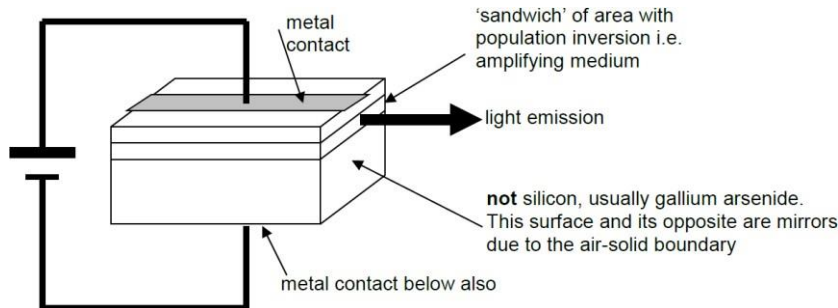 metal
contact
‘sandwich’ of area with
population inversion i.e.
amplifying medium
light emission
not silicon, usually gallium arsenide.
This surface and its opposite are mirrors
due to the air-solid boundary
metal contact below also